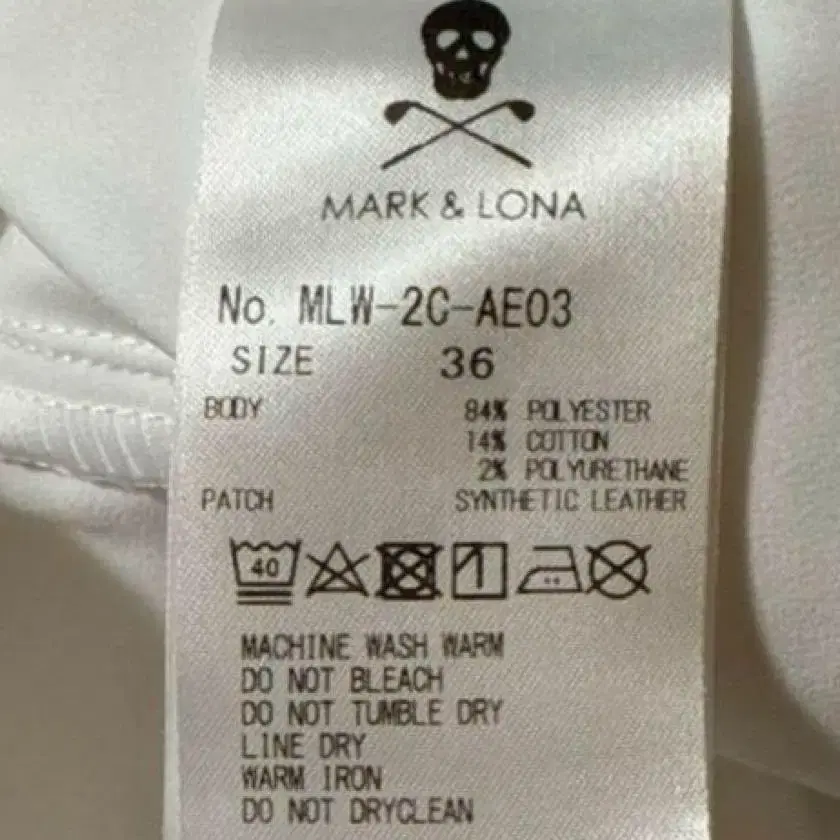 MARK & LONA
No. MLW-2C-AE03
SIZE 36
BODY 84% POLYESTER
14% COTTON
2% POLYURETHANE
PATCH SYNTHETIC LEATHER
40
MACHINE WASH WARM
DO NOT BLEACH
DO NOT TUMBLE DRY
LINE DRY
WARM IRON
DO NOT DRYCLEAN